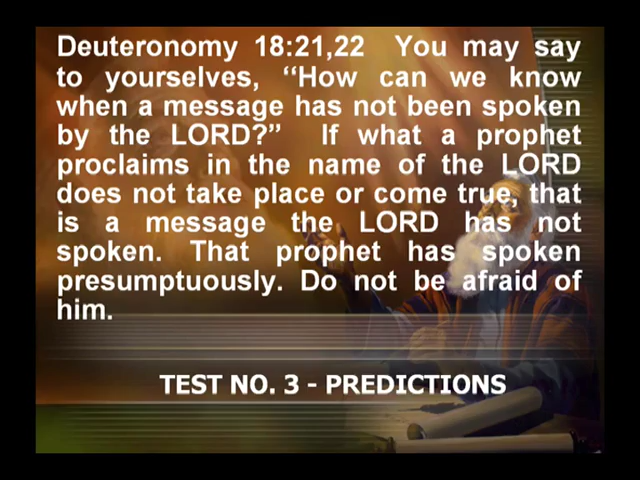 Deuteronomy 18:21,22 You may say
to yourselves, “How can we know
when a message has not been spoken
by the LORD?” If what a prophet
proclaims in the name of the LORD
does not take place or come true, that
is a message the LORD has not
spoken. That prophet has spoken
presumptuously. Do not be afraid of
him.
TEST NO. 3 - PREDICTIONS